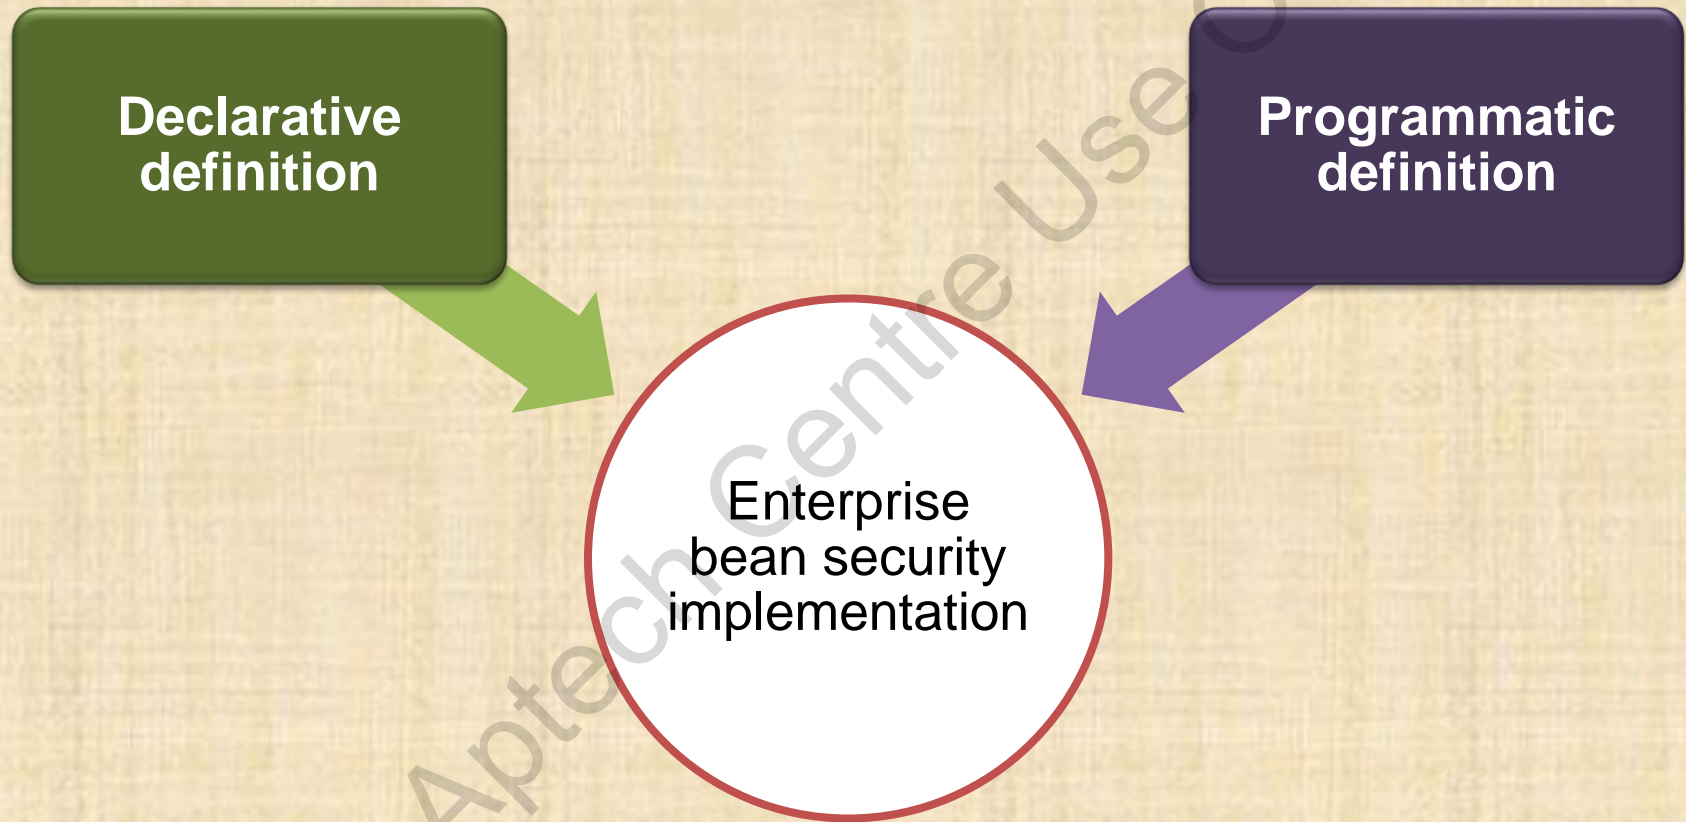 Declarative
definition
Programmatic
definition
Enterprise
bean security
implementation
Aptech Centre Use